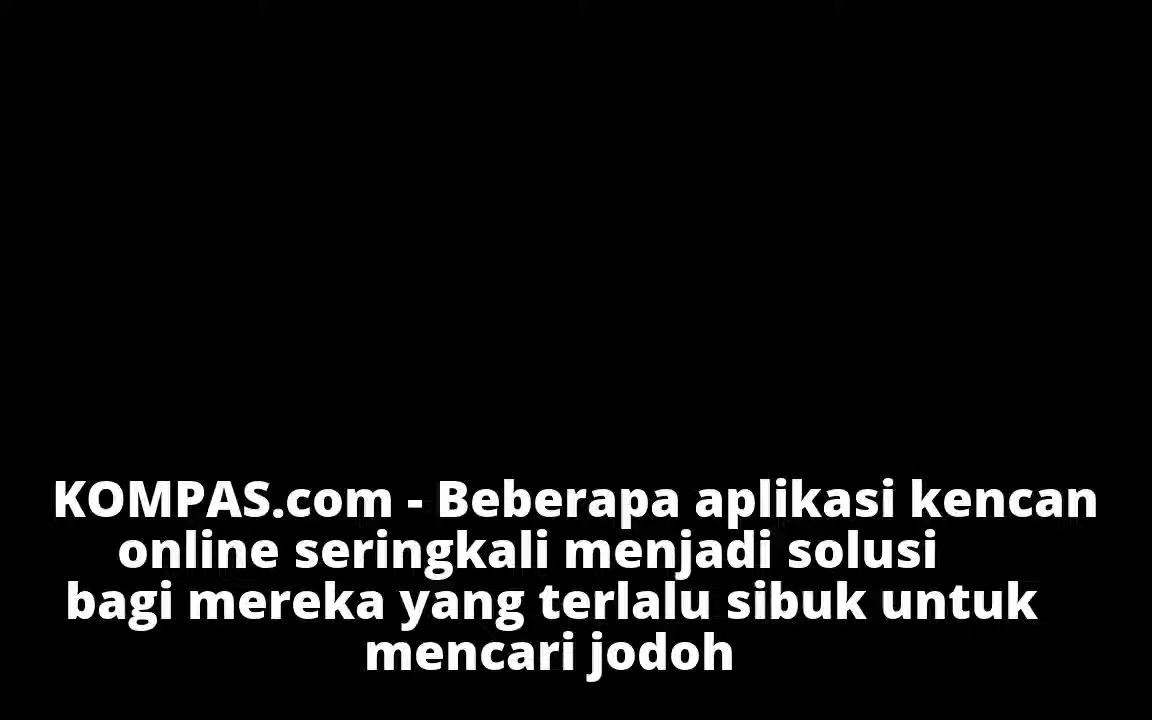 KOMPAS.com - Beberapa aplikasi kencan
online seringkali menjadi solusi
bagi mereka yang terlalu sibuk untuk
mencari jodoh